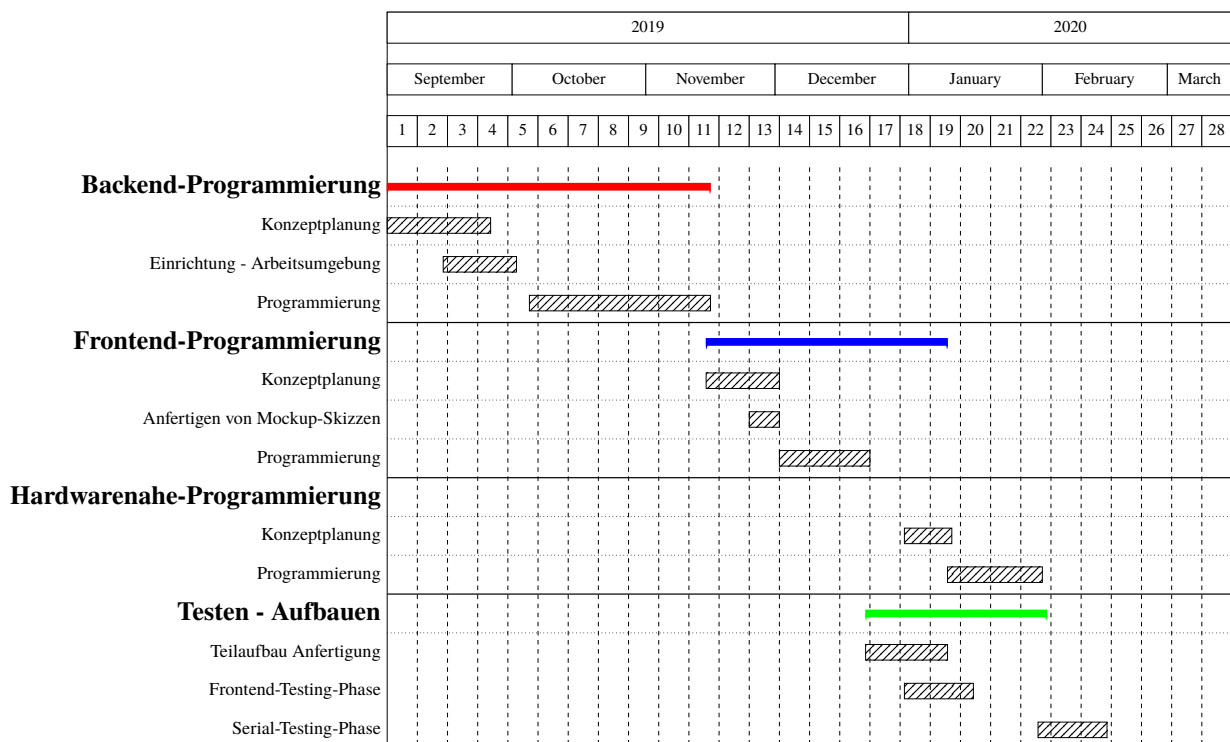 2019 2020
September October November December January February March
1 2 3 4 5 6 7 8 9 10 11 12 13 14 15 16 17 18 19 20 21 22 23 24 25 26 27 28
Backend-Programmierung
Konzeptplanung
Einrichtung - Arbeitsumgebung
Programmierung
Frontend-Programmierung
Konzeptplanung
Anfertigen von Mockup-Skizzen
Programmierung
Hardwarenahe-Programmierung
Konzeptplanung
Programmierung
Testen - Aufbauen
Teilaufbau Anfertigung
Frontend-Testing-Phase
Serial-Testing-Phase